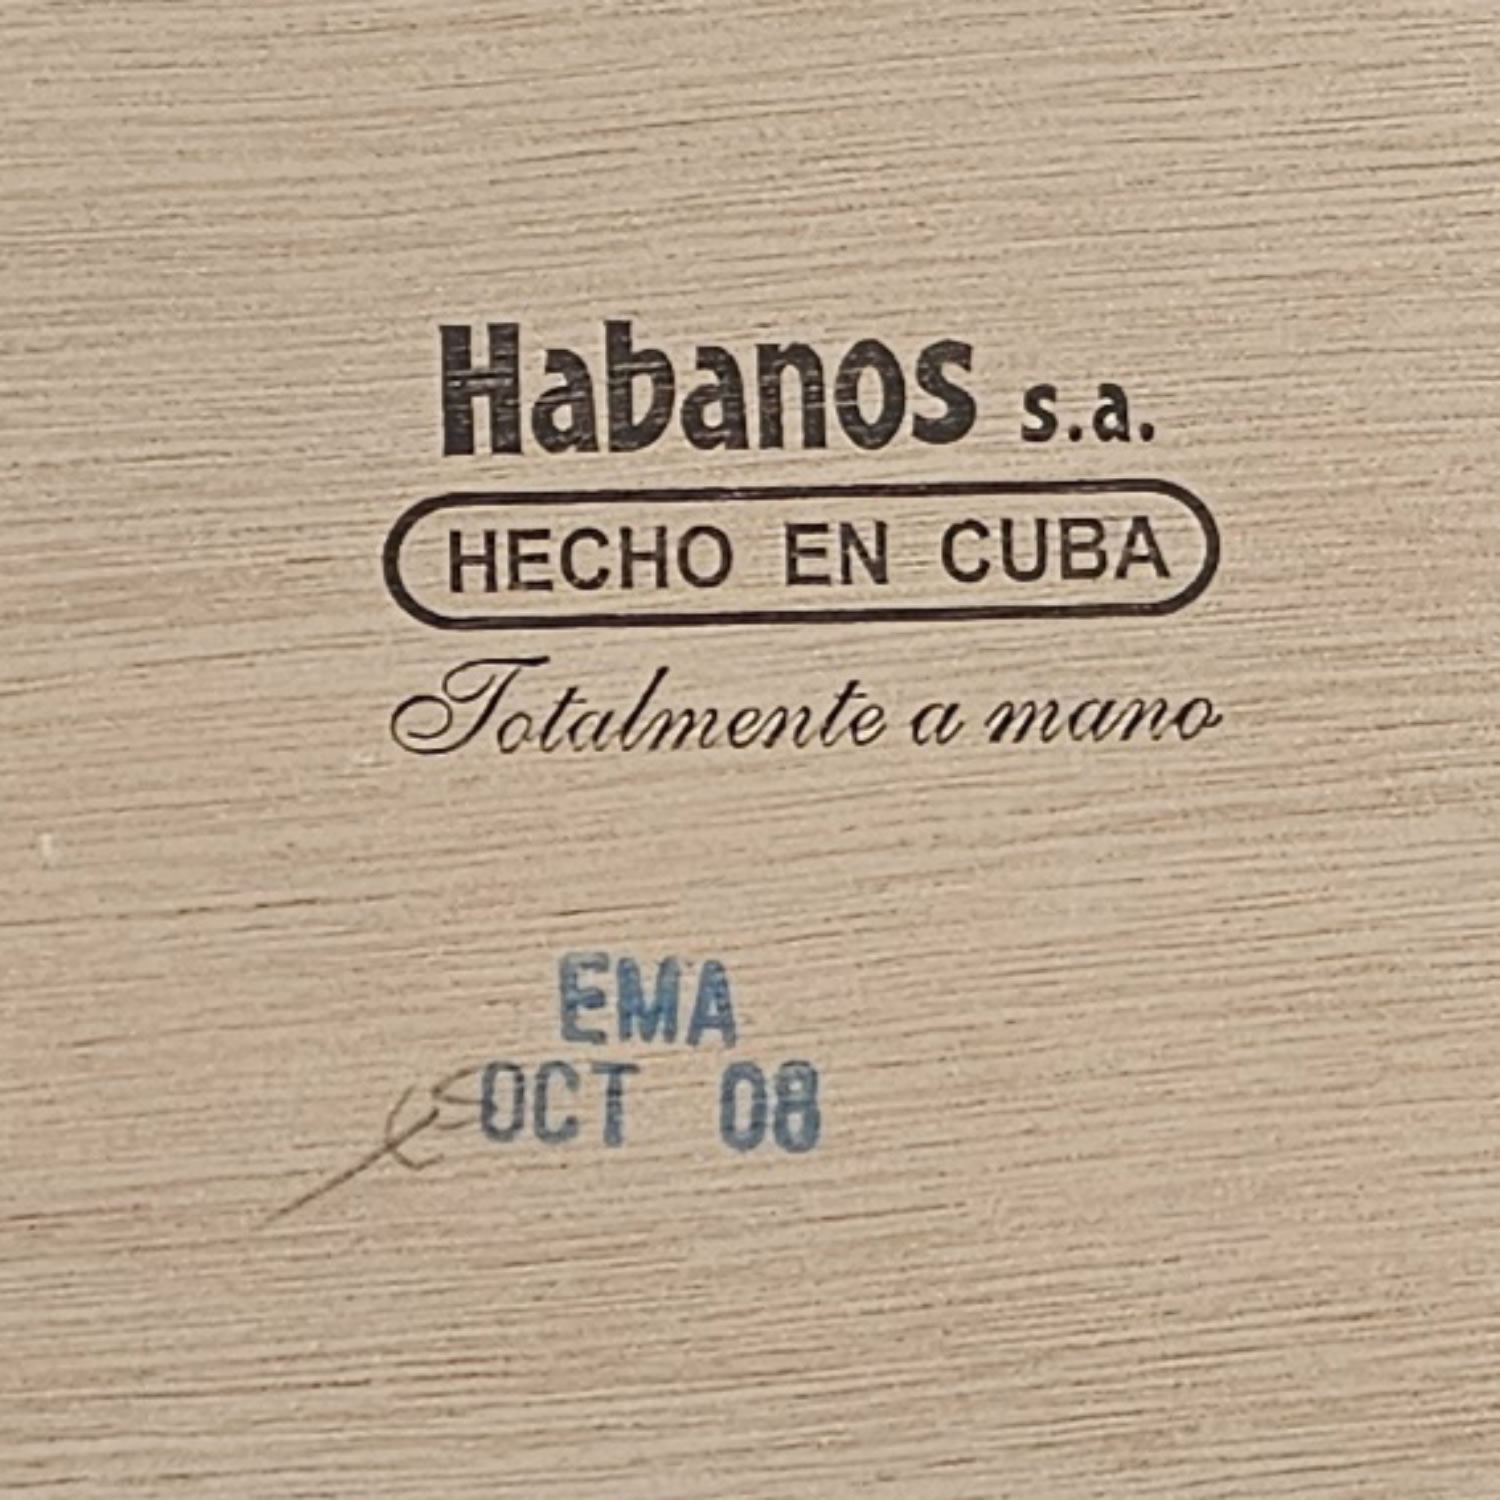 Habanos s.a.
HECHO EN CUBA
Totalmente a mano
EMA
OCT 08